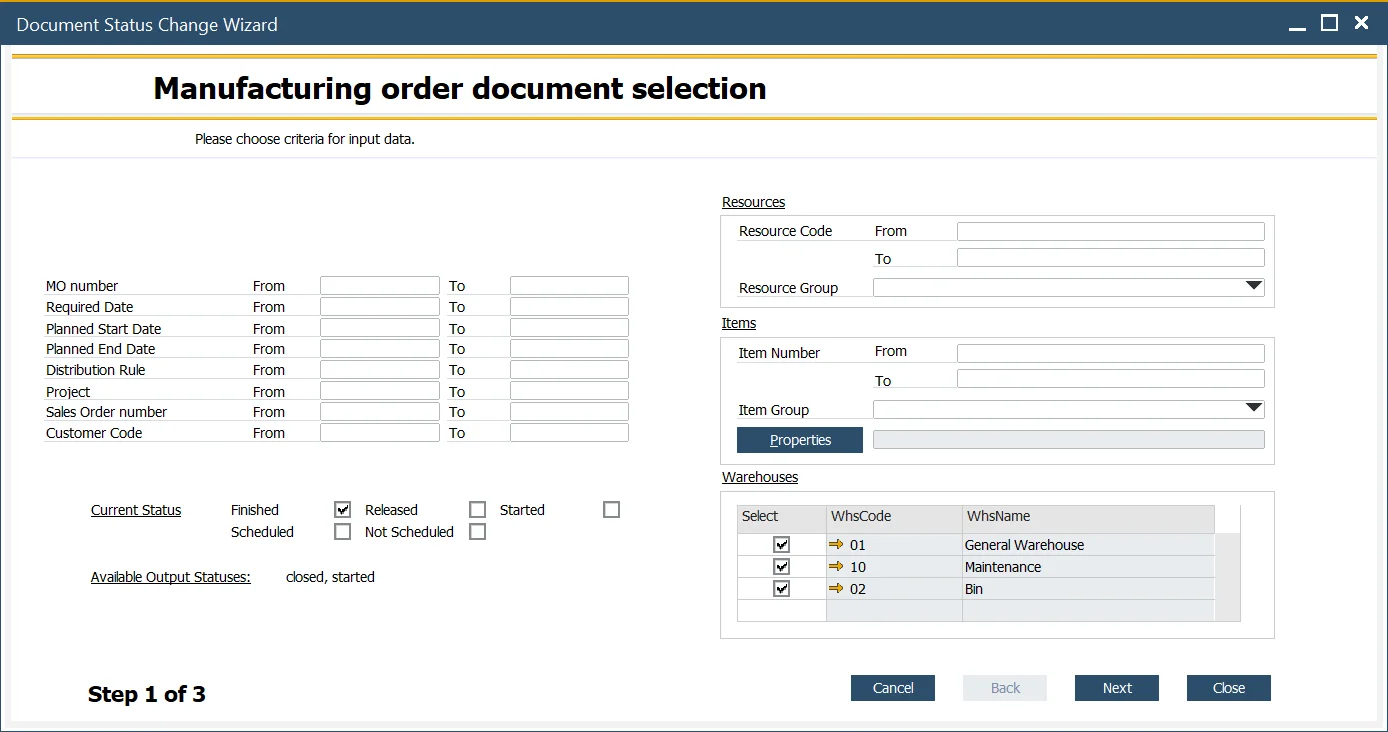 Document Status Change Wizard
Manufacturing order document selection
Please choose criteria for input data.
MO number From To
Required Date From To
Planned Start Date From To
Planned End Date From To
Distribution Rule From To
Project From To
Sales Order number From To
Customer Code From To
Current Status Finished Released Started
Scheduled Not Scheduled
Available Output Statuses: closed, started
Resources
Resource Code From
To
Resource Group
Items
Item Number From
To
Item Group
Properties
Warehouses
Select WhsCode WhsName
01 General Warehouse
10 Maintenance
02 Bin
Step 1 of 3
Cancel Back Next Close